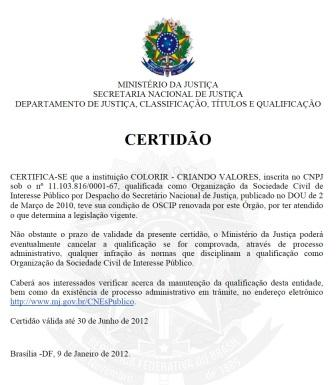 MINISTÉRIO DA JUSTIÇA
SECRETARIA NACIONAL DE JUSTIÇA
DEPARTAMENTO DE JUSTIÇA, CLASSIFICAÇÃO, TÍTULOS E QUALIFICAÇÃO
CERTIDÃO
CERTIFICA-SE que a instituição COLORIR - CRIANDO VALORES, inscrita no CNPJ
sob o nº 11.103.816/0001-67, qualificada como Organização da Sociedade Civil de
Interesse Público por Despacho do Secretário Nacional de Justiça, publicado no DOU de 2
de Março de 2010, teve sua condição de OSCIP renovada por este Órgão, por ter atendido
o que determina a legislação vigente.
Não obstante o prazo de validade da presente certidão, o Ministério da Justiça poderá
eventualmente cancelar a qualificação se for comprovada, através de processo
administrativo, qualquer infração às normas que disciplinam a qualificação como
Organização da Sociedade Civil de Interesse Público.
Caberá aos interessados verificar acerca da manutenção da qualificação desta entidade,
bem como da existência de processo administrativo em trâmite, no endereço eletrônico
http://www.mj.gov.br/CNEsPublico.
Certidão válida até 30 de Junho de 2012
Brasília -DF, 9 de Janeiro de 2012.